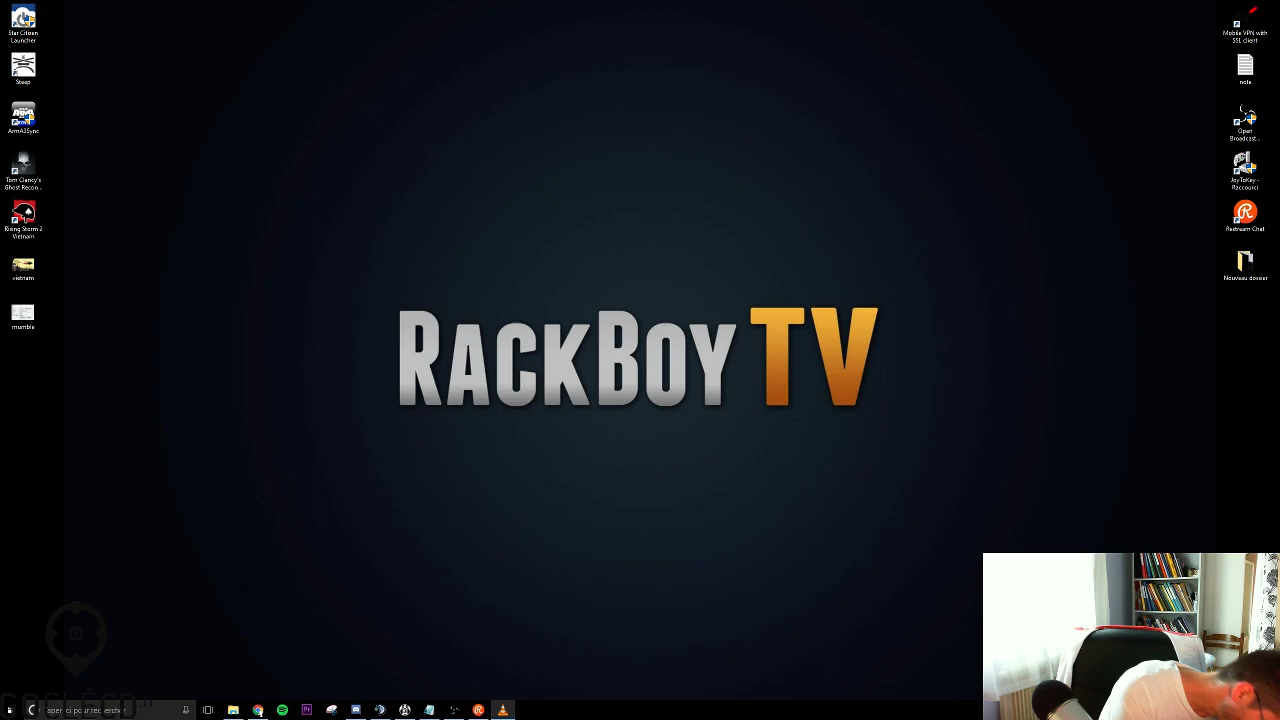 Star Citizen
Launcher
Steep
ArmA3Sync
Tom Clancy's
Ghost Recon...
Rising Storm 2
Vietnam
vietnam
mumble
RACKBOY TV
Mobile VPN with
SSL client
note
Open
Broadcast...
JoyToKey -
Raccourci
Restream Chat
Nouveau dossier